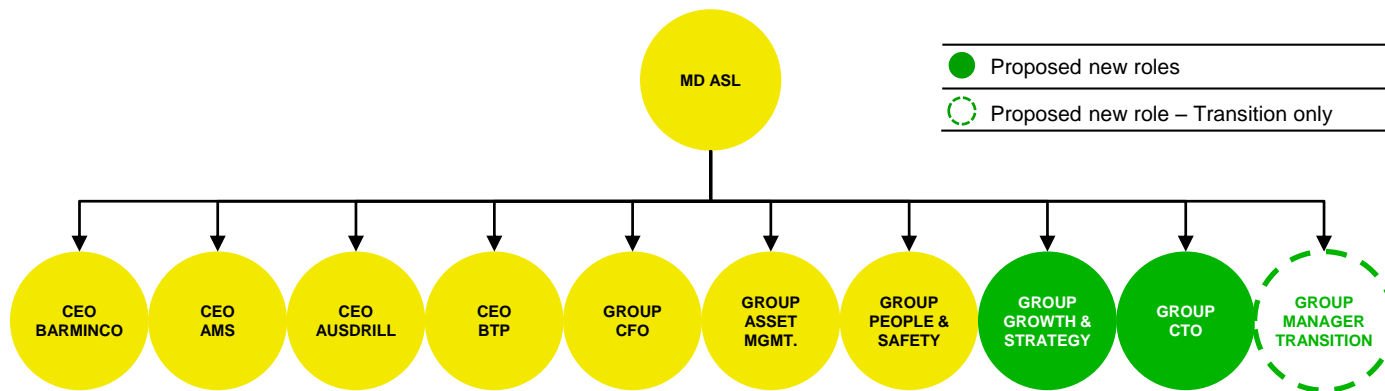 MD ASL
Proposed new roles
Proposed new role – Transition only
CEO
BARMINCO
CEO
AMS
CEO
AUSDRILL
CEO
BTP
GROUP
CFO
GROUP
ASSET
MGMT.
GROUP
PEOPLE &
SAFETY
GROUP
GROWTH &
STRATEGY
GROUP
CTO
GROUP
MANAGER
TRANSITION